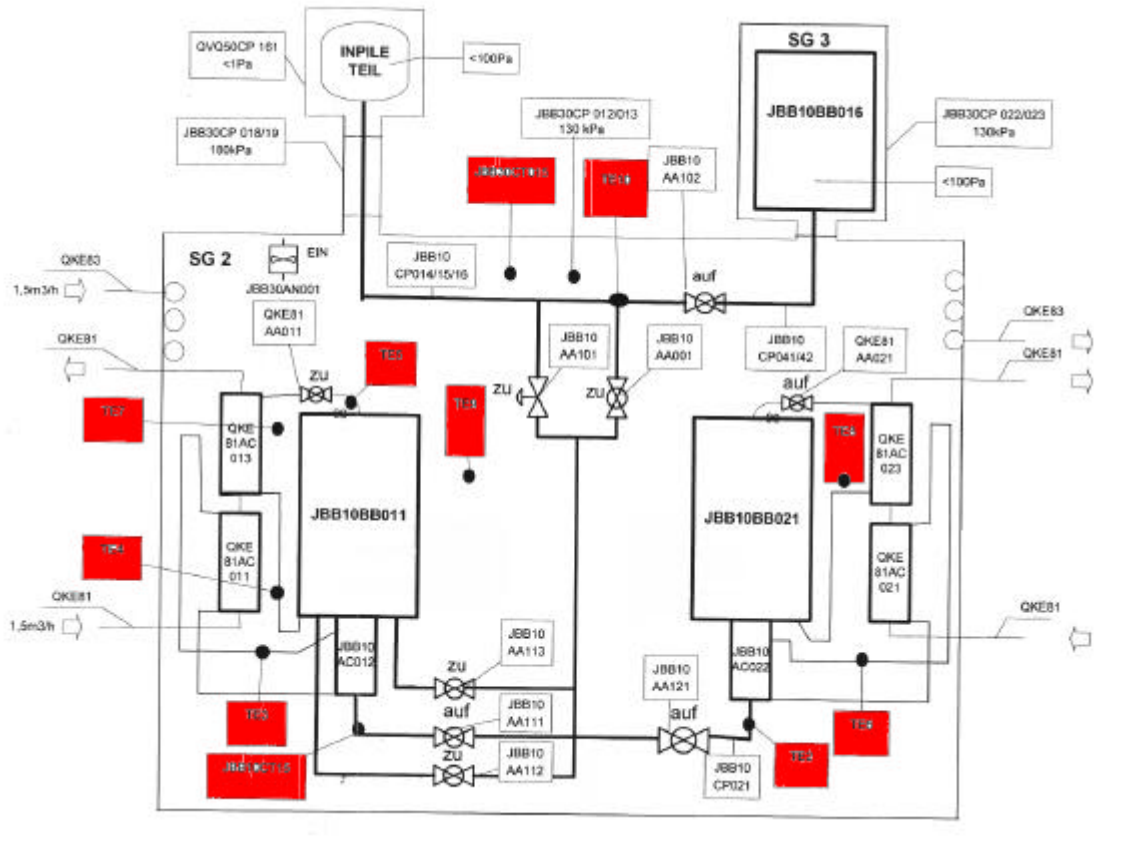 SG 3
QVQ50CP 161
<1Pa
INPILE
TEIL
<100Pa
JBB10BB016
JBB30CP 018/19
180kPa
JBB30CP 012/013
130 kPa
JBB10
AA102
JBB30CP 022/023
130kPa
<100Pa
SG 2
EIN
JBB30AN001
QKE83
1,5m3/h
JBB10
CP014/15/16
auf
QKE81
AA011
QKE81
zu
JBB10
AA101
JBB10
AA001
zu
zu
JBB10
CP041/42
QKE81
AA021
auf
QKE83
QKE81
QKE
81AC
013
QKE
81AC
023
JBB10BB011
JBB10BB021
QKE
81AC
011
QKE
81AC
021
QKE81
1,5m3/h
QKE81
JBB10
AC012
JBB10
AC022
zu
JBB10
AA113
auf
JBB10
AA111
JBB10
AA121
auf
zu
JBB10
AA112
JBB10
CP021